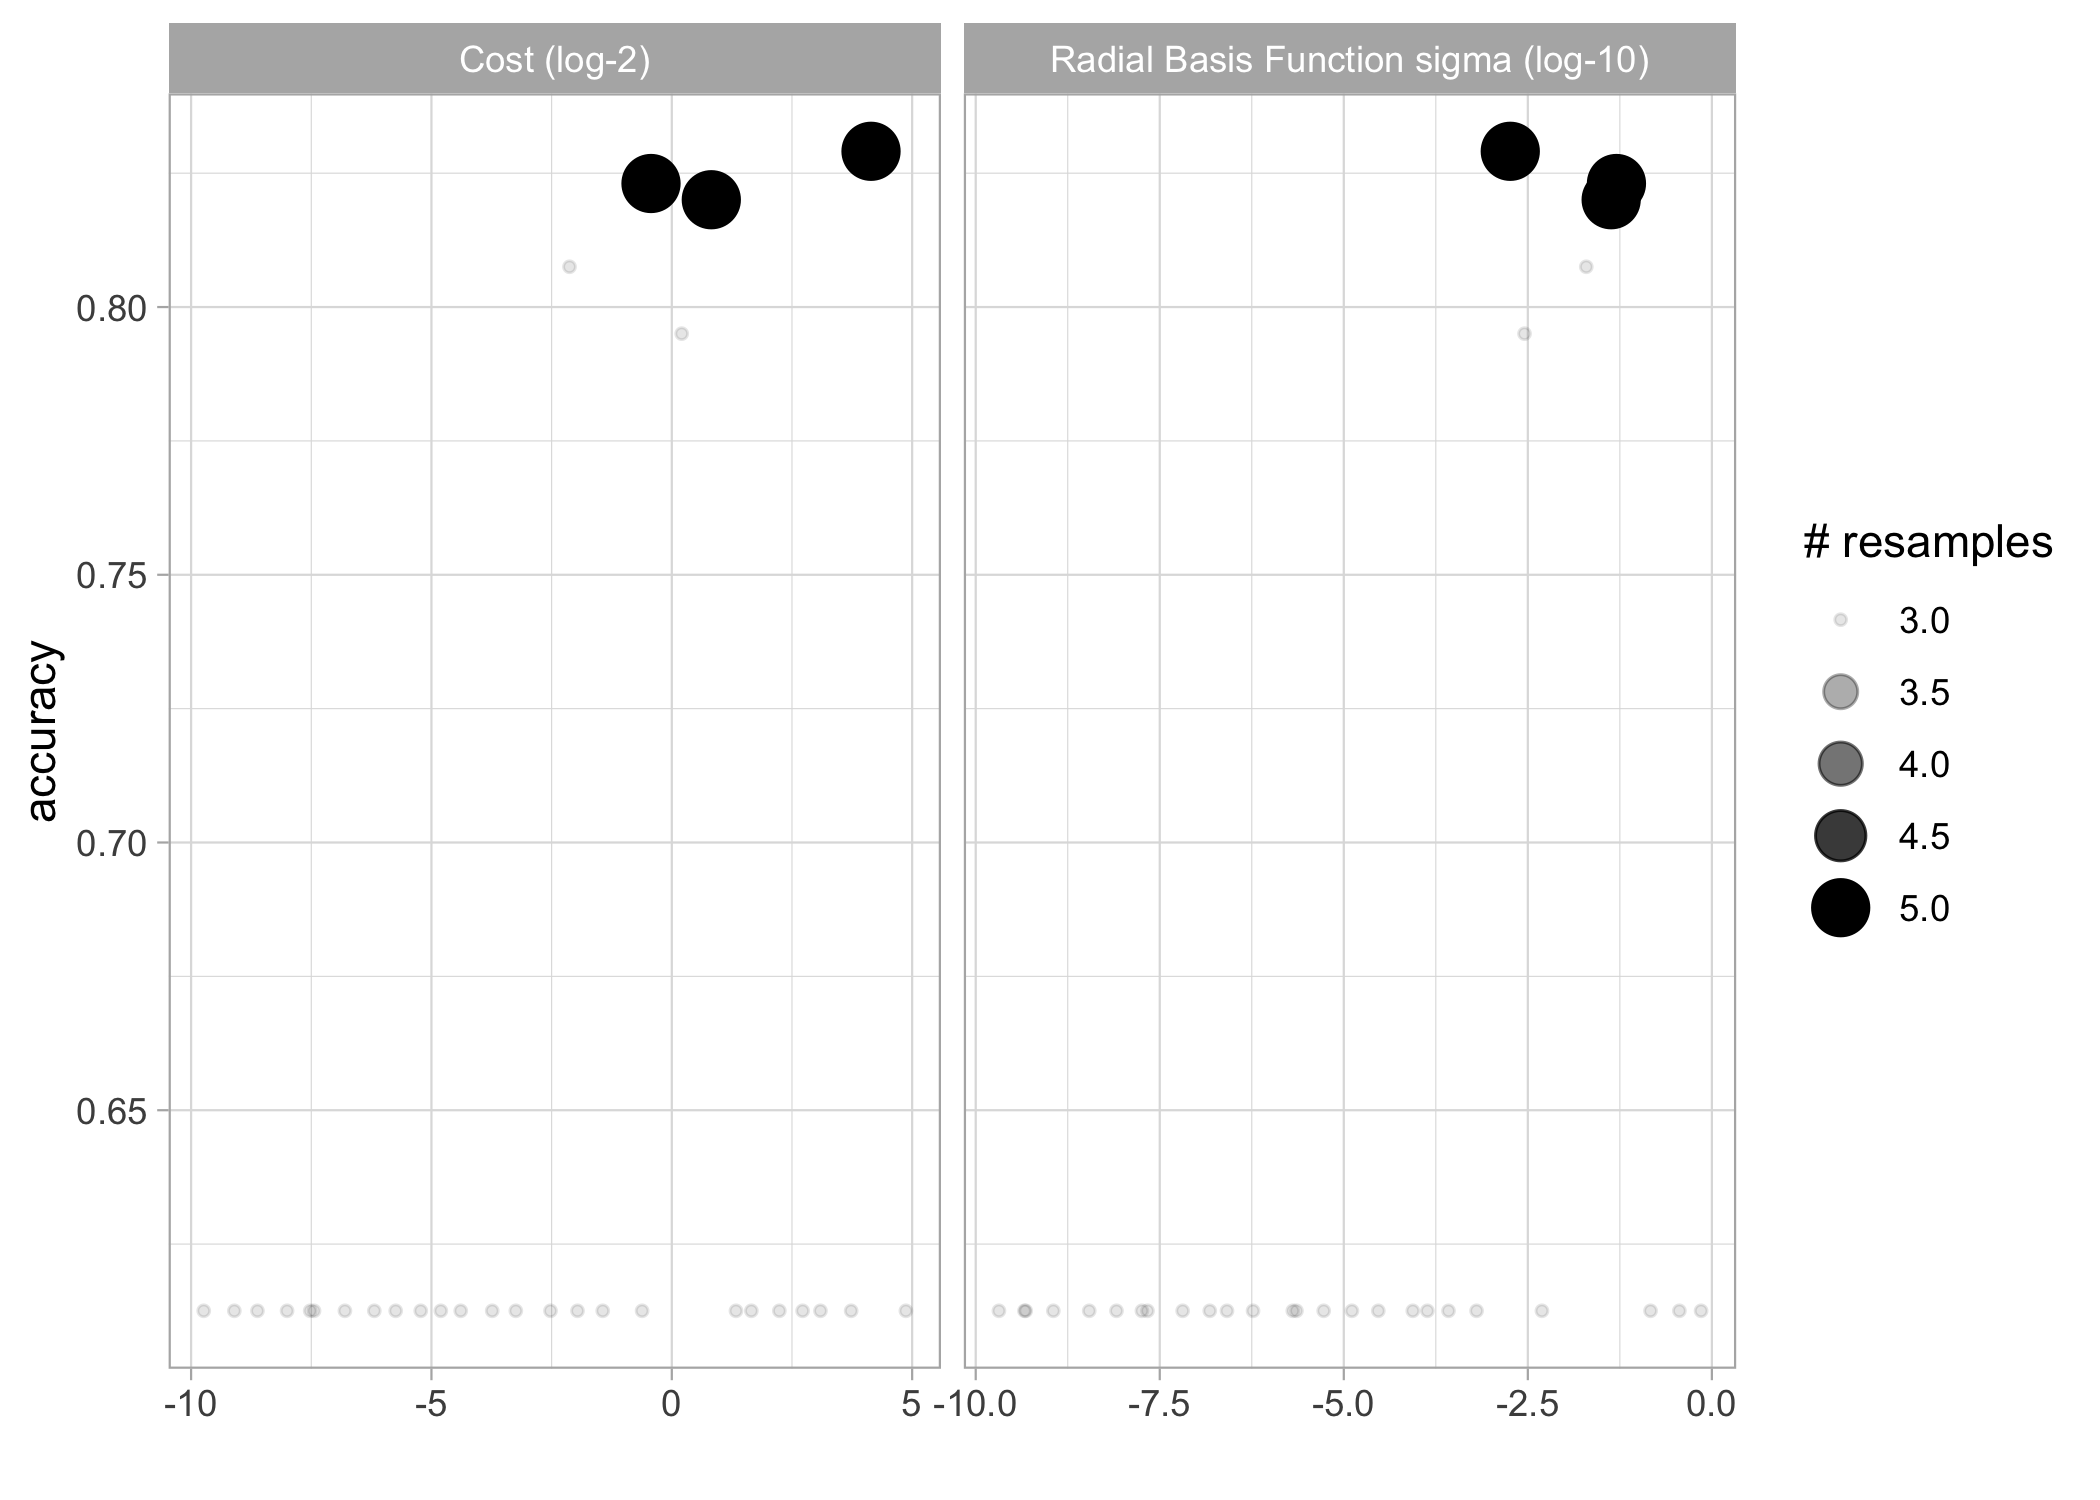 Cost (log-2)
Radial Basis Function sigma (log-10)
accuracy
0.80
0.75
0.70
0.65
-10 -5 0 5
-10.0 -7.5 -5.0 -2.5 0.0
# resamples
3.0
3.5
4.0
4.5
5.0